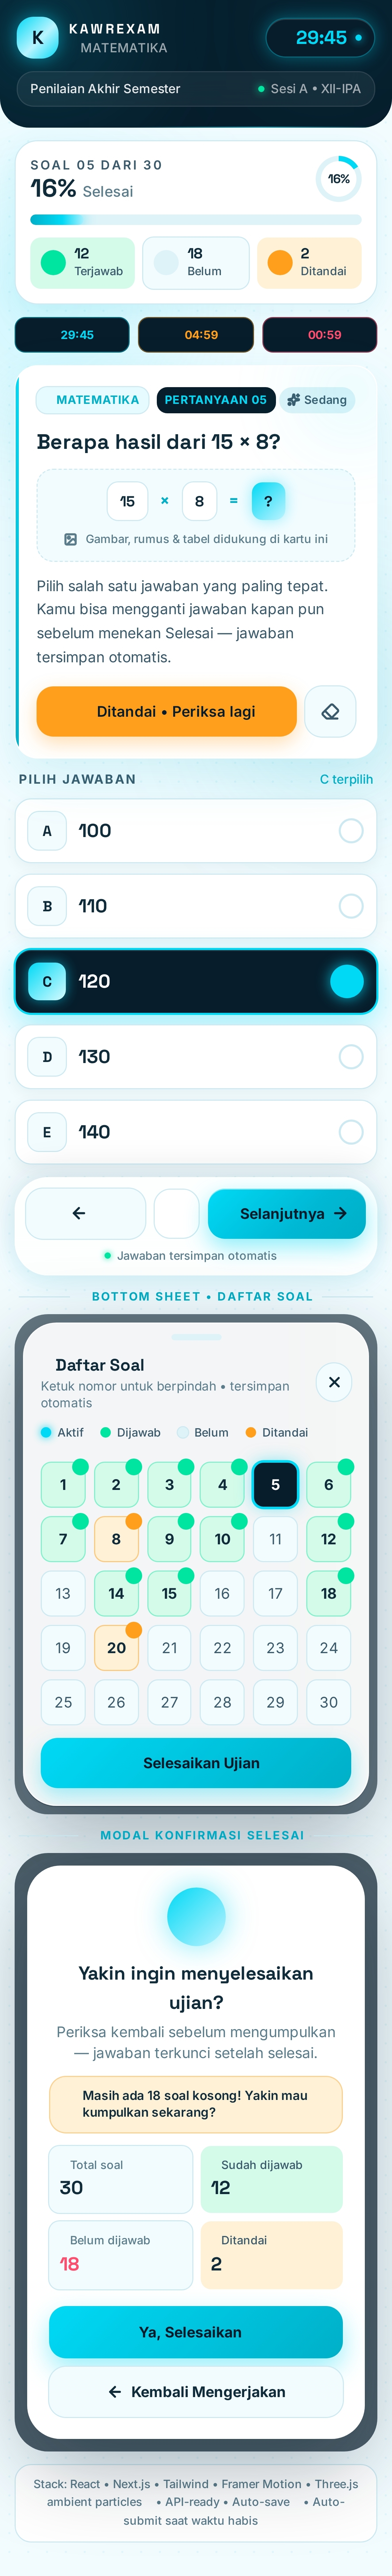 K
KAWREXAM
MATEMATIKA
29:45
Penilaian Akhir Semester
Sesi A • XII-IPA
SOAL 05 DARI 30
16% Selesai
16%
12
Terjawab
18
Belum
2
Ditandai
29:45
04:59
00:59
MATEMATIKA
PERTANYAAN 05
Sedang
Berapa hasil dari 15 × 8?
15 × 8 = ?
Gambar, rumus & tabel didukung di kartu ini
Pilih salah satu jawaban yang paling tepat.
Kamu bisa mengganti jawaban kapan pun
sebelum menekan Selesai — jawaban
tersimpan otomatis.
Ditandai • Periksa lagi
PILIH JAWABAN
C terpilih
A 100
B 110
C 120
D 130
E 140
←
Selanjutnya →
Jawaban tersimpan otomatis
BOTTOM SHEET • DAFTAR SOAL
Daftar Soal
Ketuk nomor untuk berpindah • tersimpan
otomatis
Aktif
Dijawab
Belum
Ditandai
1 2 3 4 5 6
7 8 9 10 11 12
13 14 15 16 17 18
19 20 21 22 23 24
25 26 27 28 29 30
Selesaikan Ujian
MODAL KONFIRMASI SELESAI
Yakin ingin menyelesaikan
ujian?
Periksa kembali sebelum mengumpulkan
— jawaban terkunci setelah selesai.
Masih ada 18 soal kosong! Yakin mau
kumpulkan sekarang?
Total soal
30
Sudah dijawab
12
Belum dijawab
18
Ditandai
2
Ya, Selesaikan
← Kembali Mengerjakan
Stack: React • Next.js • Tailwind • Framer Motion • Three.js
ambient particles • API-ready • Auto-save • Auto-
submit saat waktu habis